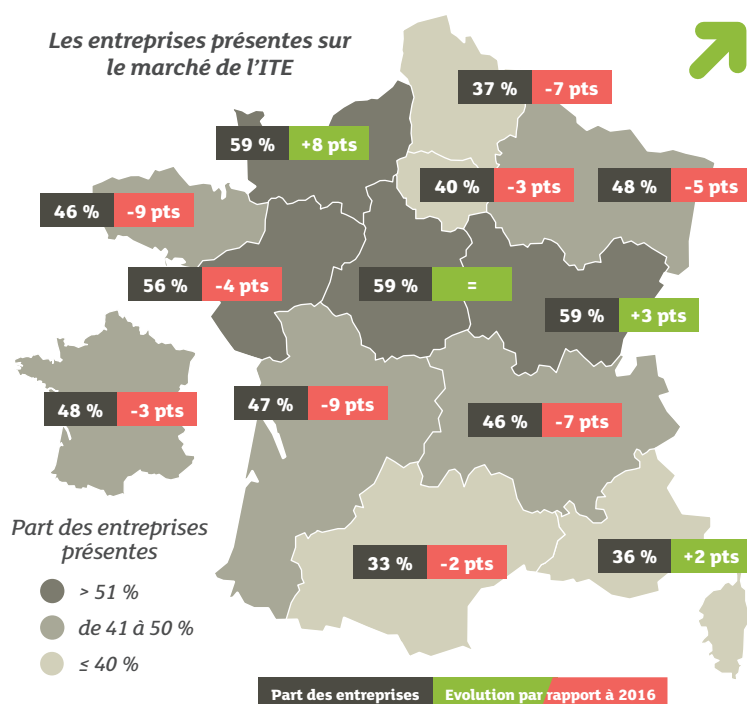 Les entreprises présentes sur
le marché de l'ITE
37 % -7 pts
59 % +8 pts
40 % -3 pts
48 % -5 pts
46 % -9 pts
56 % -4 pts
59 % =
59 % +3 pts
48 % -3 pts
47 % -9 pts
46 % -7 pts
Part des entreprises
présentes
> 51 %
de 41 à 50 %
≤ 40 %
33 % -2 pts
36 % +2 pts
Part des entreprises Evolution par rapport à 2016